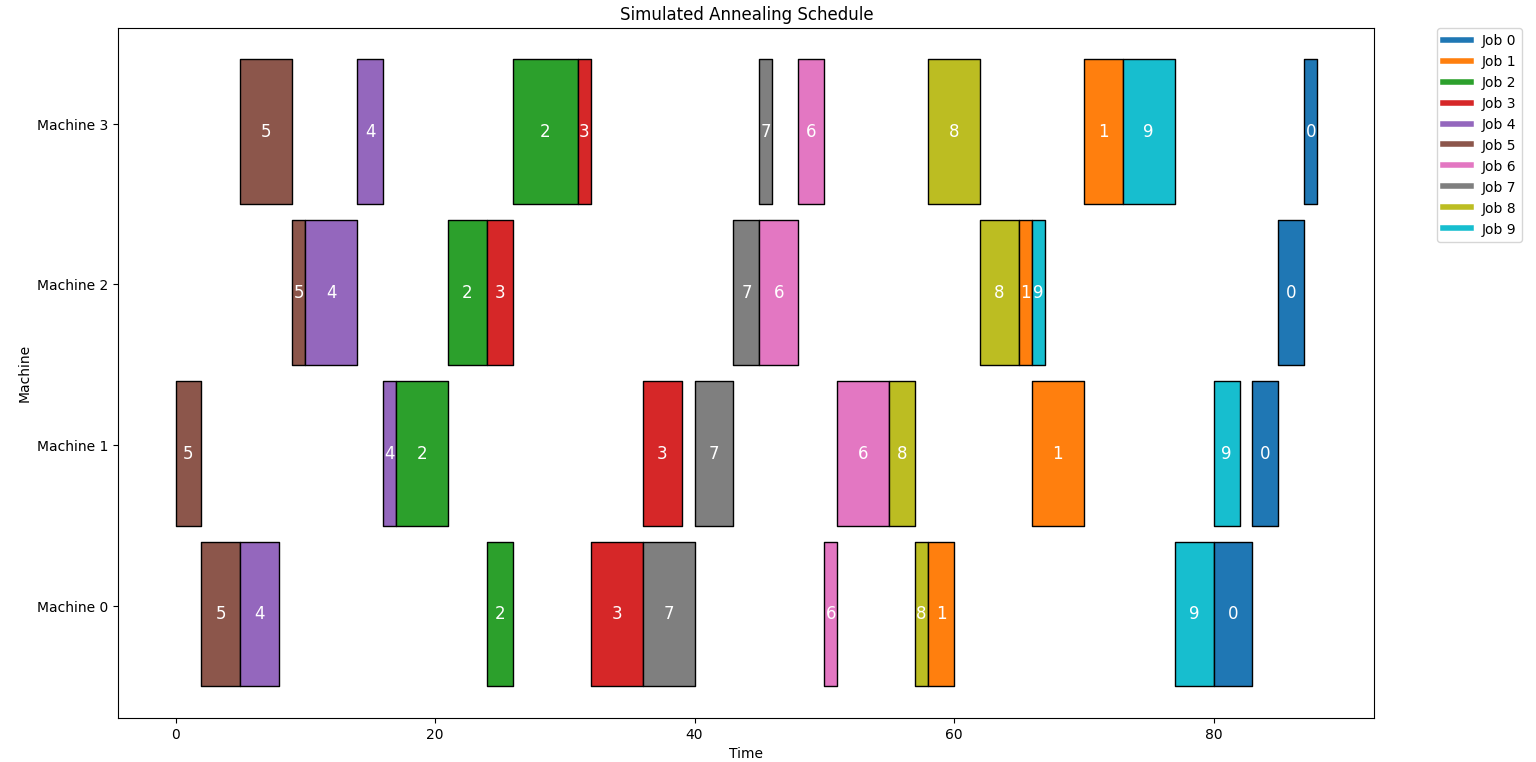 Simulated Annealing Schedule
Job 0
Job 1
Job 2
Job 3
Job 4
Job 5
Job 6
Job 7
Job 8
Job 9
Machine 3
5 4 2 3 7 6 8 1 9 0
Machine 2
5 4 2 3 7 6 8 1 9 0
Machine 1
5 4 2 3 7 6 8 1 9 0
Machine 0
5 4 2 3 7 6 8 1 9 0
Machine
0 20 40 60 80
Time